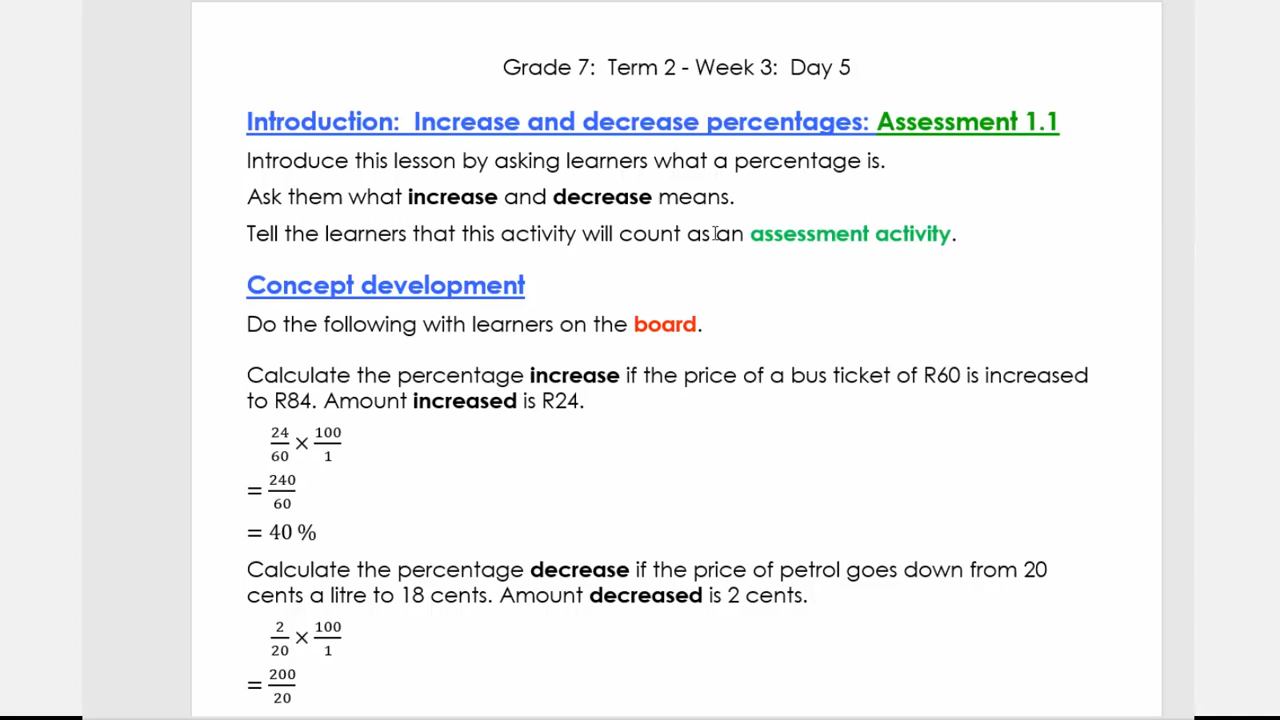 Grade 7:  Term 2 - Week 3:  Day 5
Introduction:  Increase and decrease percentages: Assessment 1.1
Introduce this lesson by asking learners what a percentage is.
Ask them what increase and decrease means.
Tell the learners that this activity will count as an assessment activity.
Concept development
Do the following with learners on the board.
Calculate the percentage increase if the price of a bus ticket of R60 is increased
to R84. Amount increased is R24.
24/60 × 100/1
= 240/60
= 40 %
Calculate the percentage decrease if the price of petrol goes down from 20
cents a litre to 18 cents. Amount decreased is 2 cents.
2/20 × 100/1
= 200/20